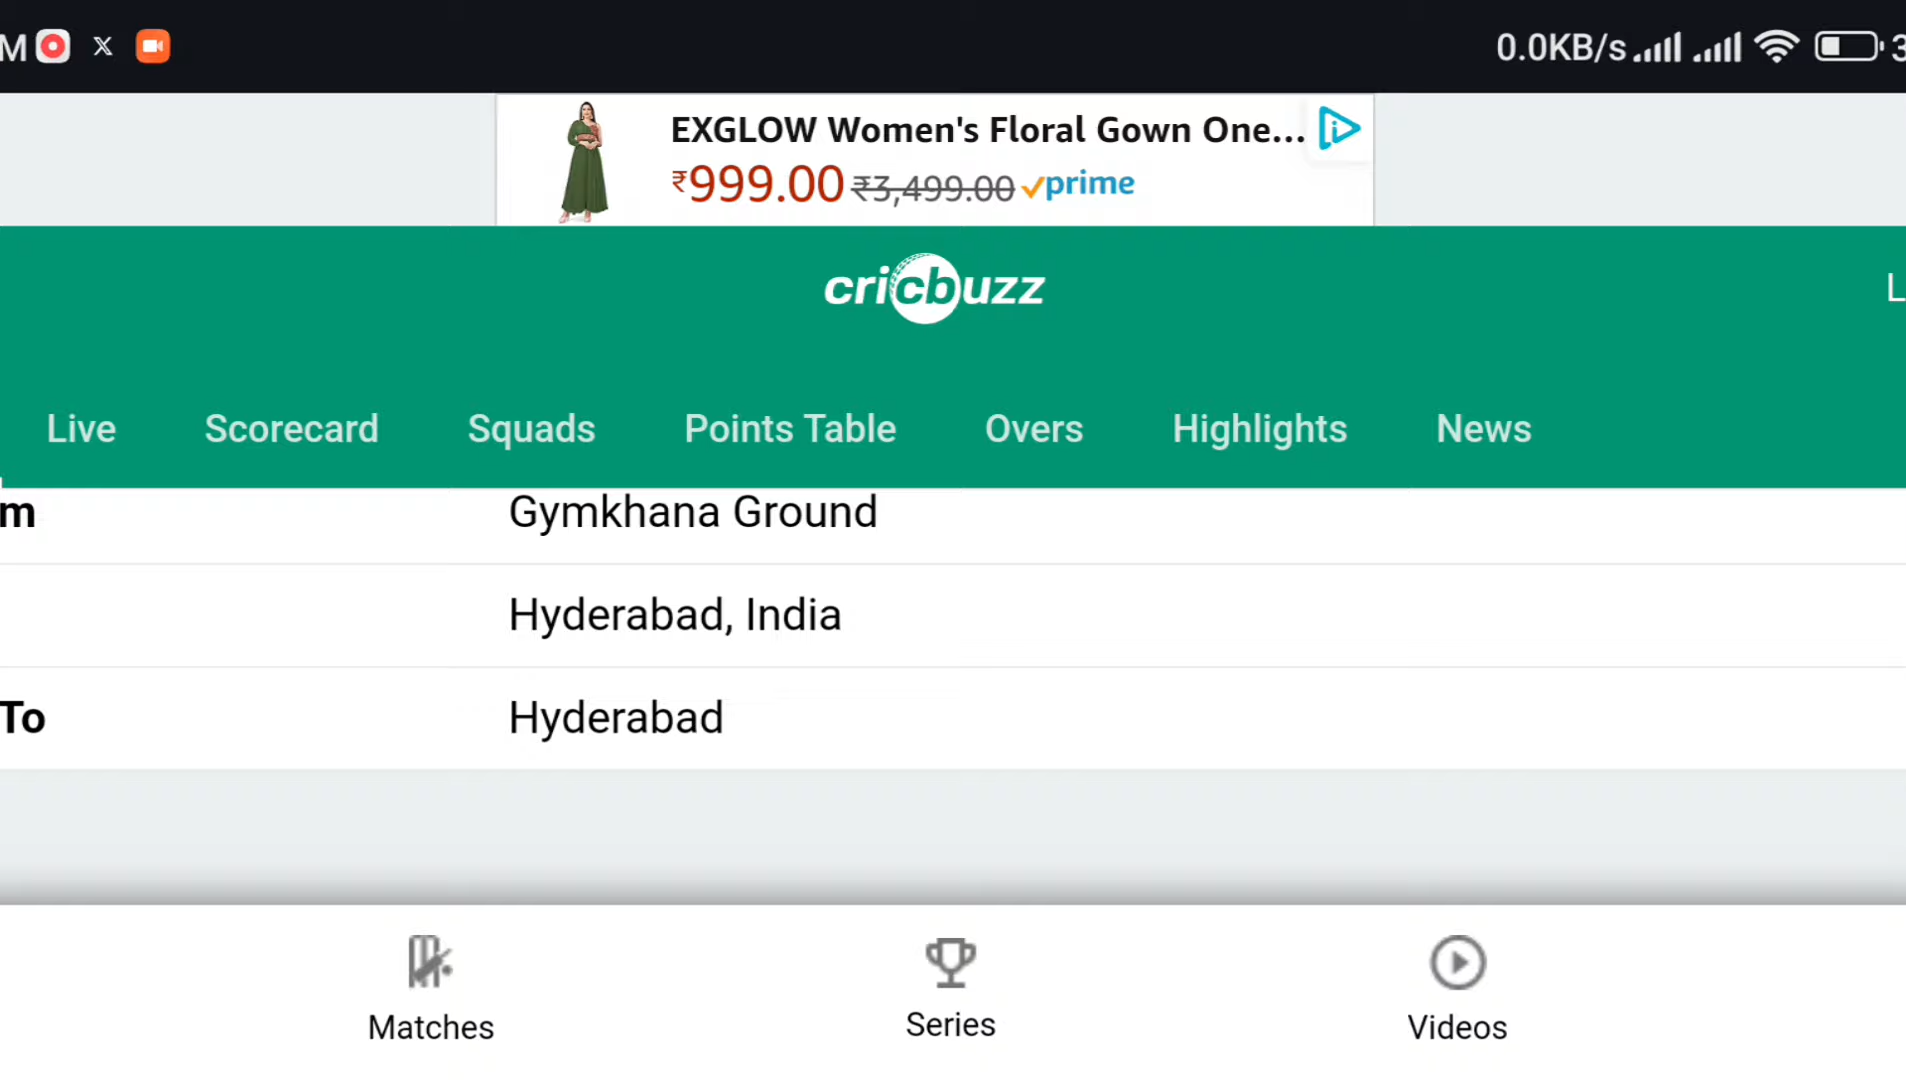 M X 0.0KB/s 3
EXGLOW Women's Floral Gown One...
₹999.00 ₹3,499.00 prime
cricbuzz L
Live Scorecard Squads Points Table Overs Highlights News
m Gymkhana Ground
Hyderabad, India
To Hyderabad
Matches Series Videos